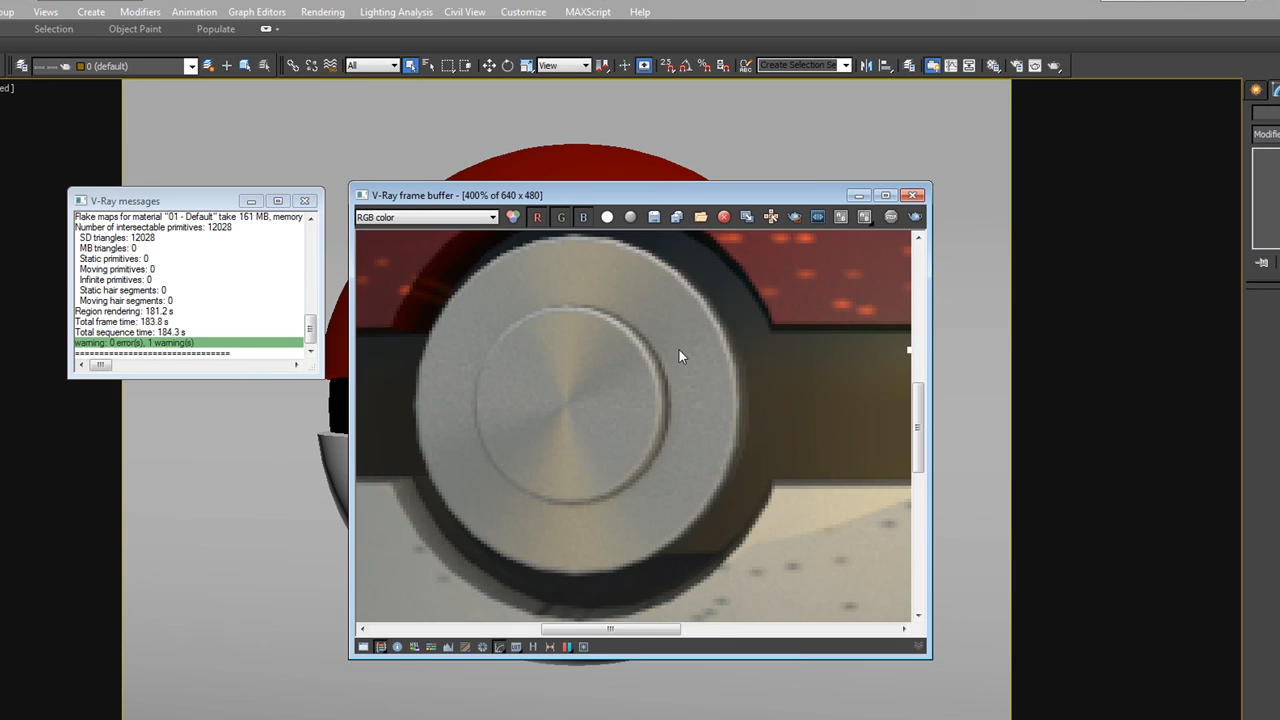 oup Views Create Modifiers Animation Graph Editors Rendering Lighting Analysis Civil View Customize MAXScript Help
Selection Object Paint Populate
0 (default) All View Create Selection Se
ed ]
Modifie
V-Ray messages
Flake maps for material "01 - Default" take 161 MB, memory
Number of intersectable primitives: 12028
SD triangles: 12028
MB triangles: 0
Static primitives: 0
Moving primitives: 0
Infinite primitives: 0
Static hair segments: 0
Moving hair segments: 0
Region rendering: 181.2 s
Total frame time: 183.8 s
Total sequence time: 184.3 s
warning: 0 error(s), 1 warning(s)
==============================
V-Ray frame buffer - [400% of 640 x 480]
RGB color R G B
H